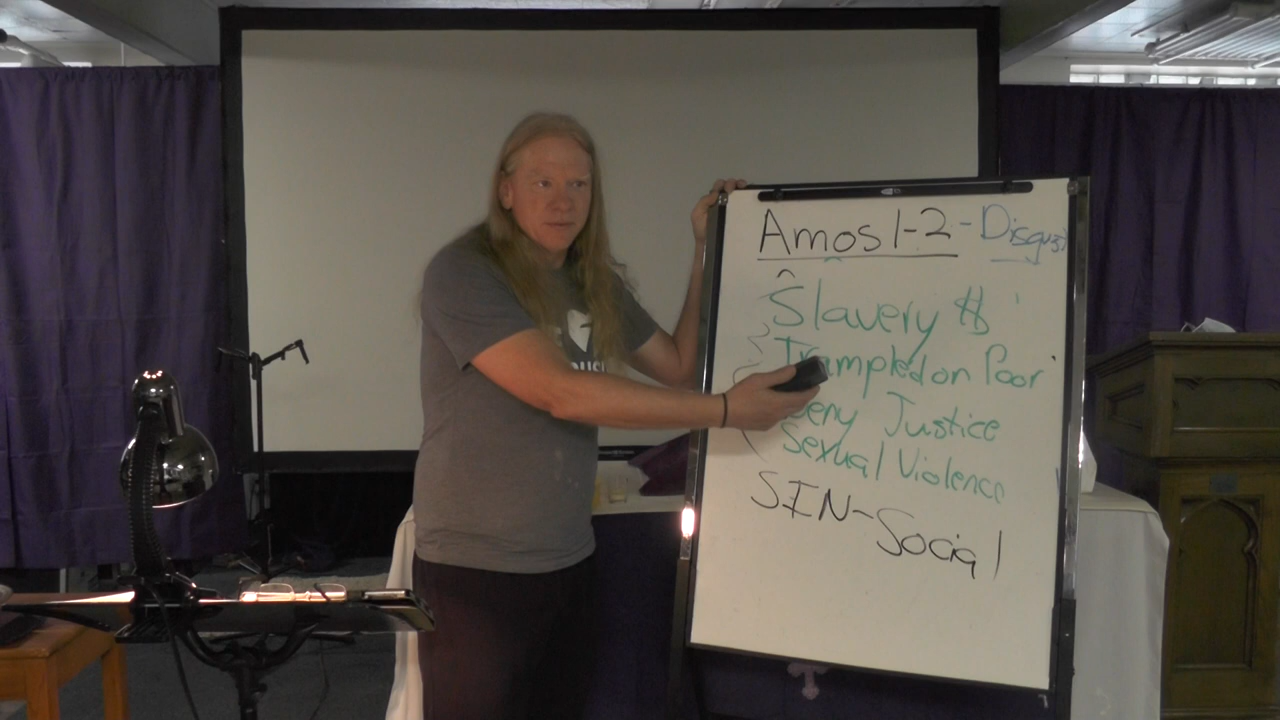 Amos 1-2 - Disgust
Slavery $
Trampled on Poor
Deny Justice
Sexual Violence
SIN-Social